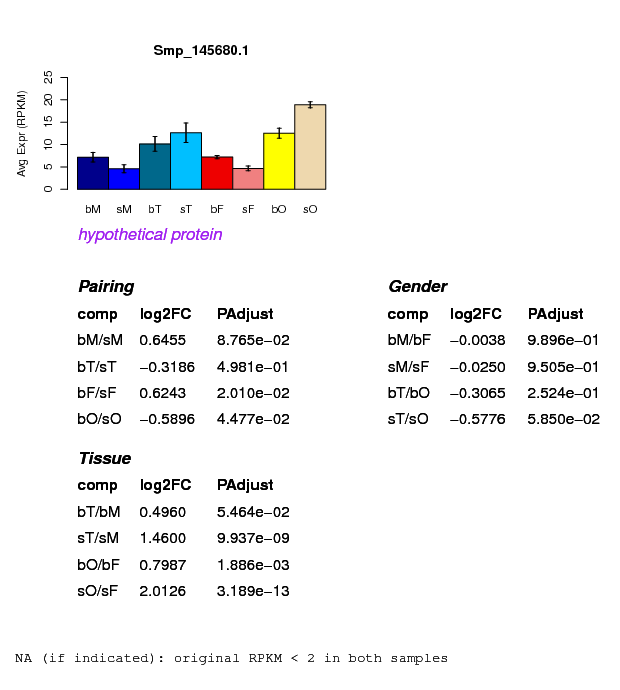 Smp_145680.1
Avg Expr (RPKM)
25
20
15
10
5
0
bM sM bT sT bF sF bO sO
hypothetical protein
Pairing
comp log2FC PAdjust
bM/sM 0.6455 8.765e−02
bT/sT −0.3186 4.981e−01
bF/sF 0.6243 2.010e−02
bO/sO −0.5896 4.477e−02
Gender
comp log2FC PAdjust
bM/bF −0.0038 9.896e−01
sM/sF −0.0250 9.505e−01
bT/bO −0.3065 2.524e−01
sT/sO −0.5776 5.850e−02
Tissue
comp log2FC PAdjust
bT/bM 0.4960 5.464e−02
sT/sM 1.4600 9.937e−09
bO/bF 0.7987 1.886e−03
sO/sF 2.0126 3.189e−13
NA (if indicated): original RPKM < 2 in both samples